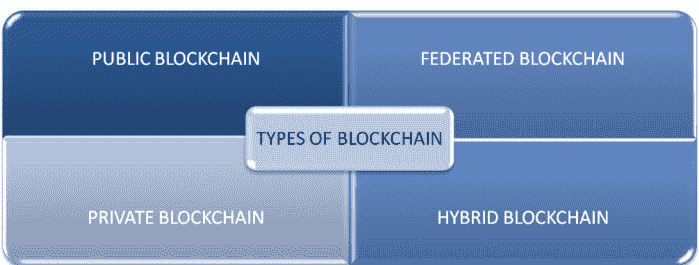 PUBLIC BLOCKCHAIN
FEDERATED BLOCKCHAIN
TYPES OF BLOCKCHAIN
PRIVATE BLOCKCHAIN
HYBRID BLOCKCHAIN